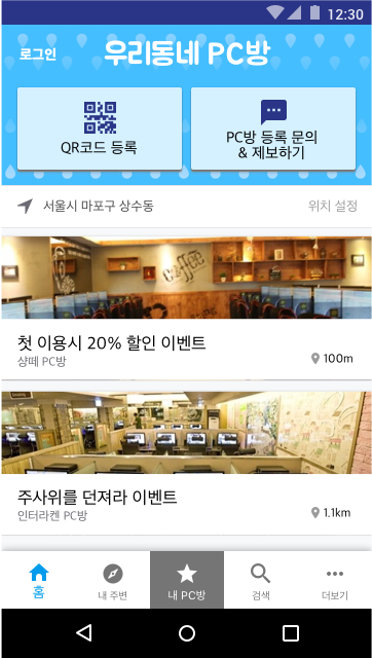 12:30
로그인
우리동네 PC방
QR코드 등록
PC방 등록 문의
& 제보하기
서울시 마포구 상수동
위치 설정
coffee
첫 이용시 20% 할인 이벤트
샹떼 PC방
100m
주사위를 던져라 이벤트
인터라켄 PC방
1.1km
홈
내 주변
내 PC방
검색
더보기